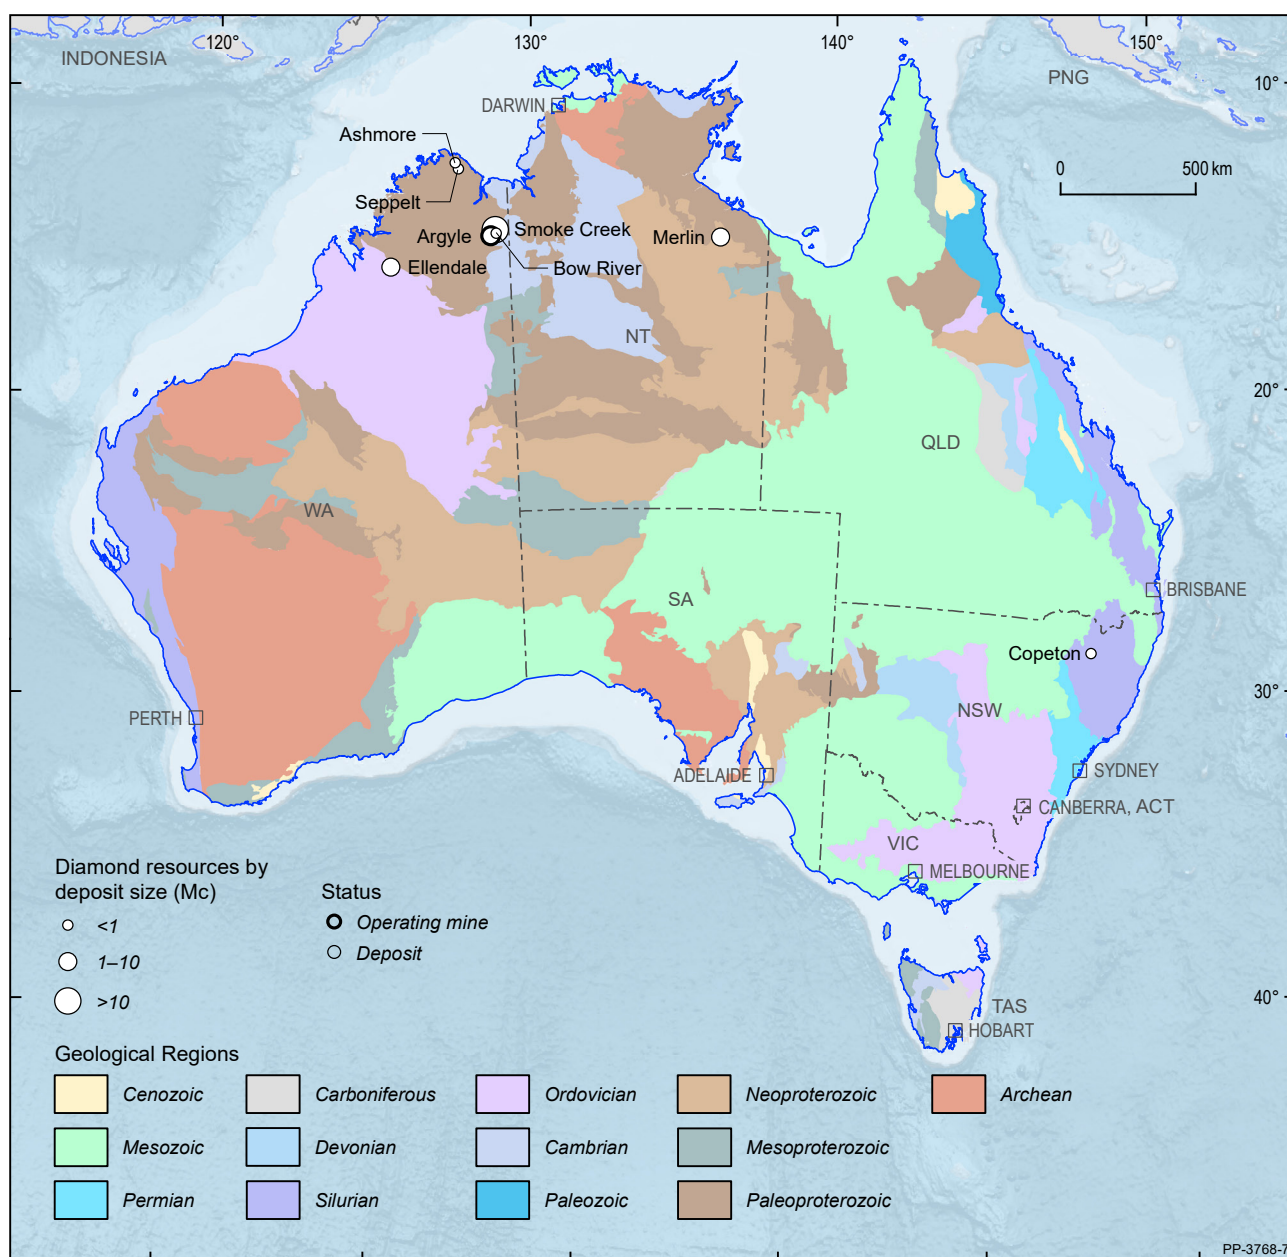 120°
130°
140°
150°
INDONESIA
PNG
10°
DARWIN
Ashmore
0
500 km
Seppelt
Argyle
Smoke Creek
Merlin
Ellendale
Bow River
NT
20°
QLD
WA
BRISBANE
SA
Copeton
30°
NSW
PERTH
ADELAIDE
SYDNEY
CANBERRA, ACT
VIC
MELBOURNE
Diamond resources by
deposit size (Mc)
<1
1–10
>10
Status
Operating mine
Deposit
40°
TAS
HOBART
Geological Regions
Cenozoic
Carboniferous
Ordovician
Neoproterozoic
Archean
Mesozoic
Devonian
Cambrian
Mesoproterozoic
Permian
Silurian
Paleozoic
Paleoproterozoic
PP-3768-7